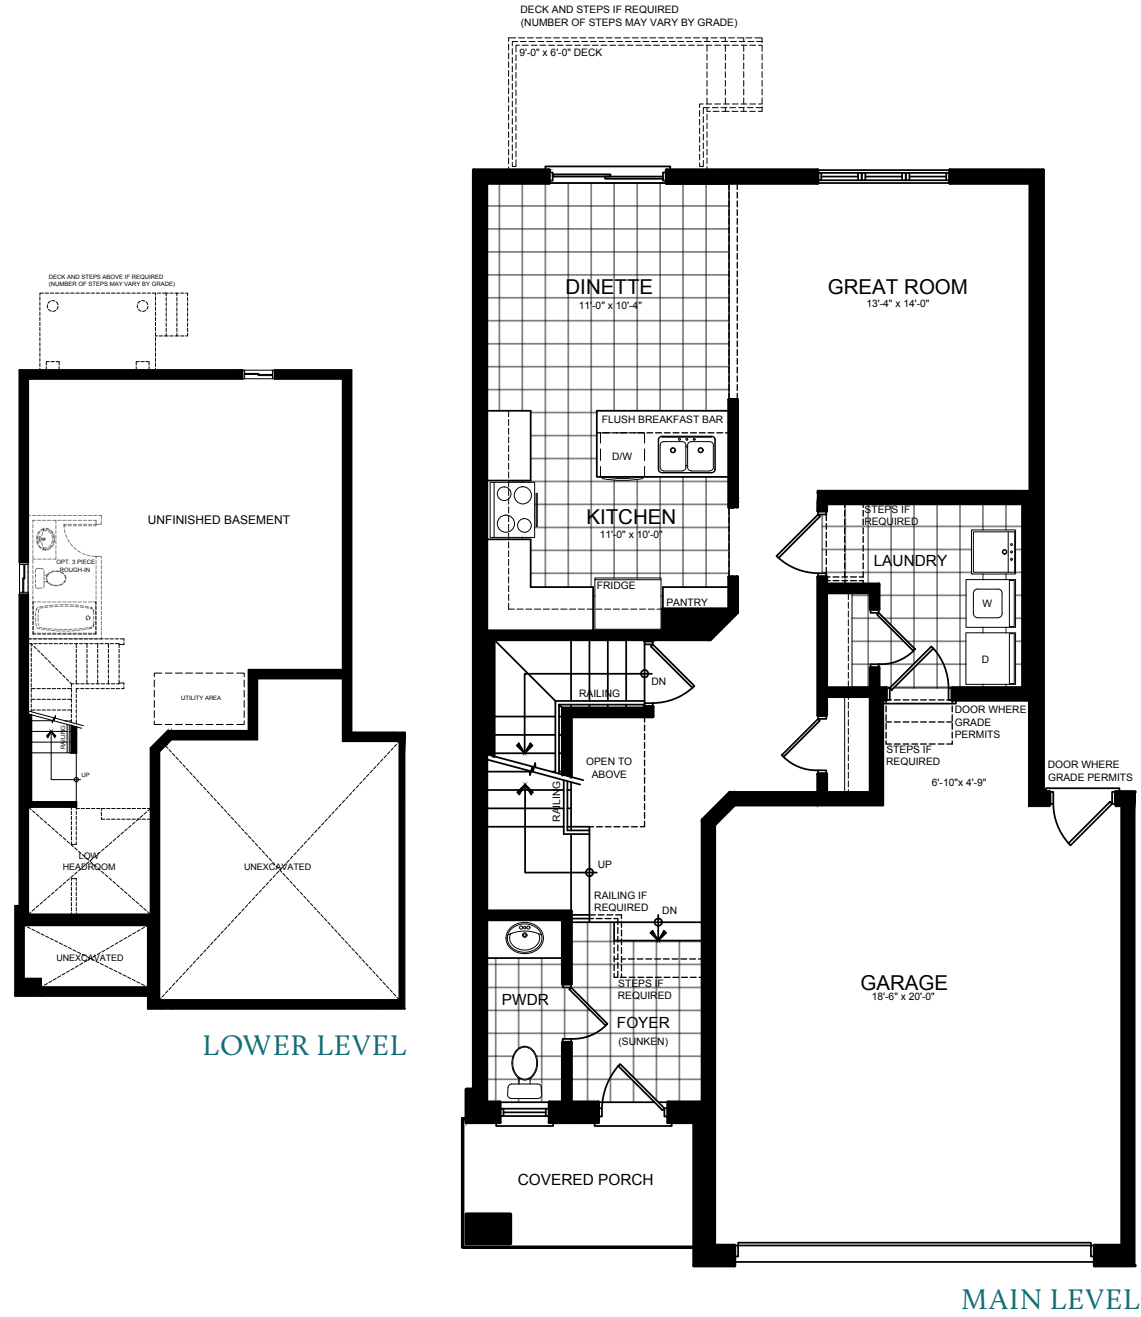 DECK AND STEPS IF REQUIRED
(NUMBER OF STEPS MAY VARY BY GRADE)
9'-0" x 6'-0" DECK
DINETTE
11'-0" x 10'-4"
GREAT ROOM
13'-4" x 14'-0"
FLUSH BREAKFAST BAR
D/W
KITCHEN
11'-0" x 10'-0"
FRIDGE
PANTRY
STEPS IF
REQUIRED
LAUNDRY
W
D
DN
RAILING
OPEN TO
ABOVE
RAILING
UP
RAILING IF
REQUIRED
DN
DOOR WHERE
GRADE
PERMITS
STEPS IF
REQUIRED
6'-10"x 4'-9"
DOOR WHERE
GRADE PERMITS
STEPS IF
REQUIRED
PWDR
FOYER
(SUNKEN)
GARAGE
18'-6" x 20'-0"
COVERED PORCH
MAIN LEVEL
DECK AND STEPS ABOVE IF REQUIRED
(NUMBER OF STEPS MAY VARY BY GRADE)
UNFINISHED BASEMENT
OPT. 3 PIECE
ROUGH-IN
UTILITY AREA
RAILING
UP
LOW
HEADROOM
UNEXCAVATED
UNEXCAVATED
LOWER LEVEL